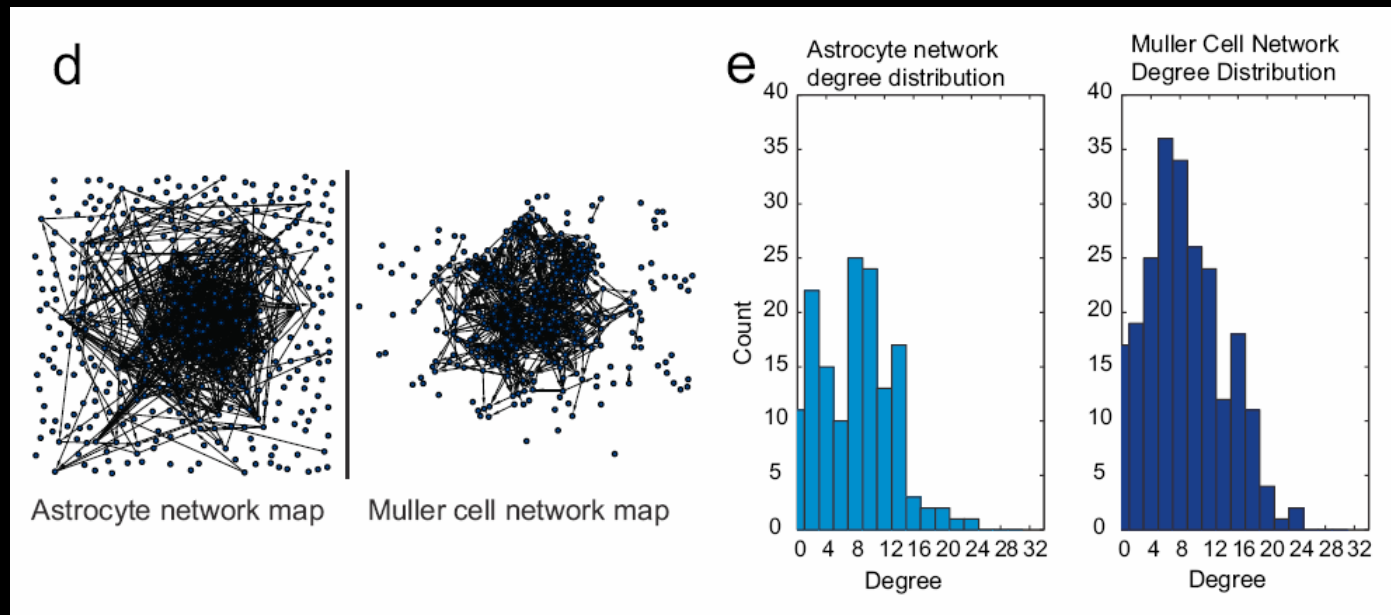 d
Astrocyte network map
Muller cell network map
e
Astrocyte network
degree distribution
40
35
30
25
20
15
10
5
0
Count
0 4 8 12 16 20 24 28 32
Degree
Muller Cell Network
Degree Distribution
40
35
30
25
20
15
10
5
0
0 4 8 12 16 20 24 28 32
Degree